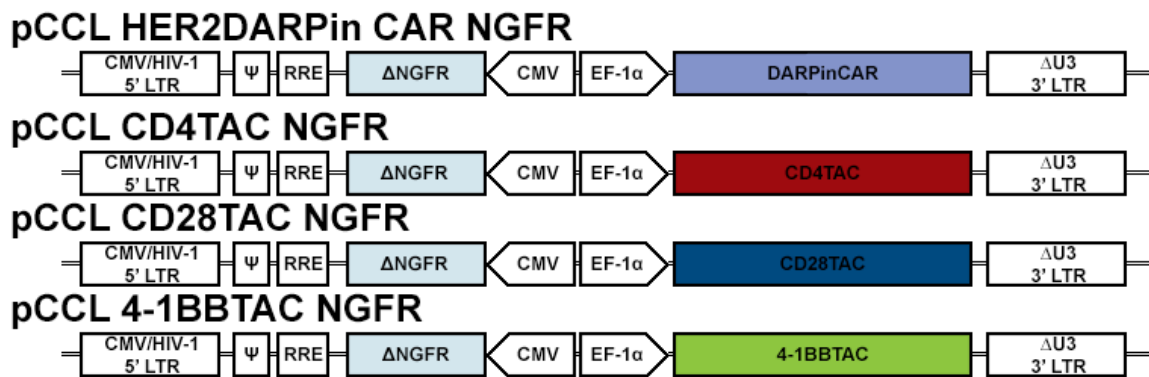 pCCL HER2DARPin CAR NGFR
CMV/HIV-1 5' LTR Ψ RRE ΔNGFR CMV EF-1α DARPinCAR ΔU3 3' LTR
pCCL CD4TAC NGFR
CMV/HIV-1 5' LTR Ψ RRE ΔNGFR CMV EF-1α CD4TAC ΔU3 3' LTR
pCCL CD28TAC NGFR
CMV/HIV-1 5' LTR Ψ RRE ΔNGFR CMV EF-1α CD28TAC ΔU3 3' LTR
pCCL 4-1BBTAC NGFR
CMV/HIV-1 5' LTR Ψ RRE ΔNGFR CMV EF-1α 4-1BBTAC ΔU3 3' LTR